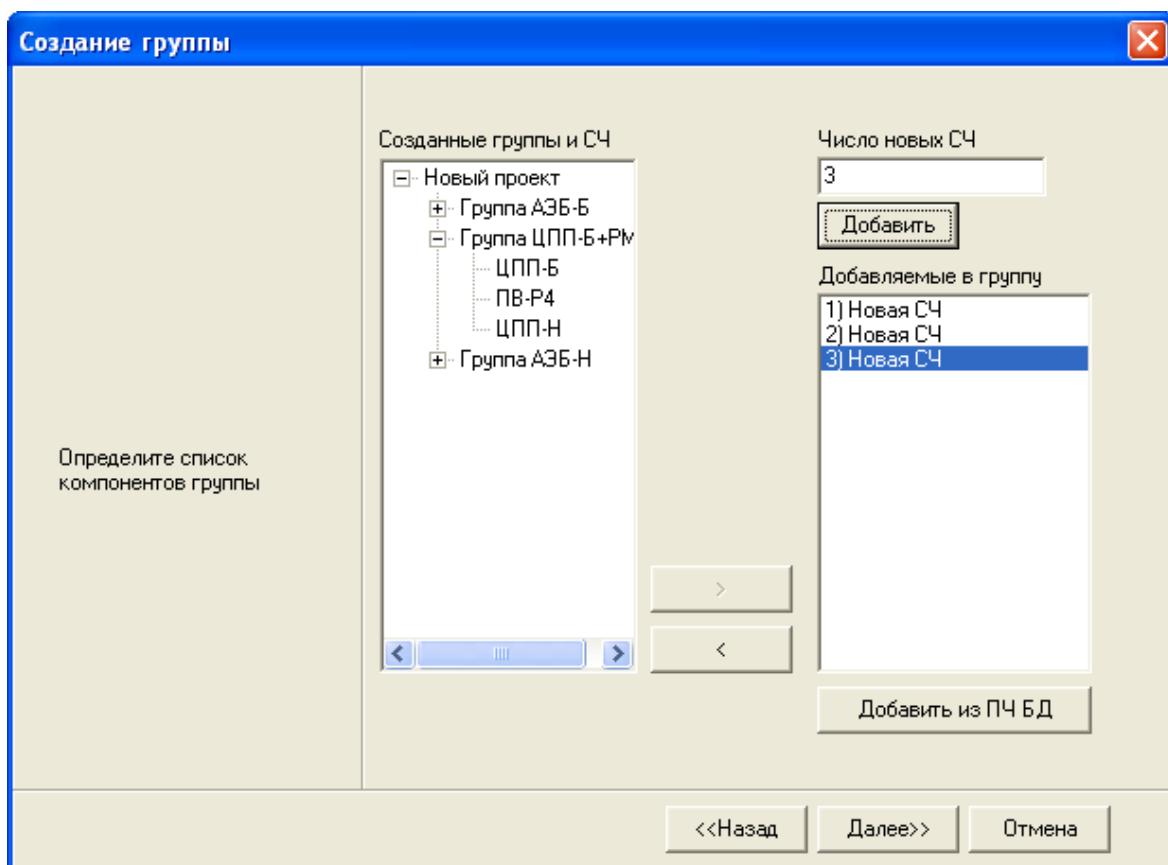 Создание группы
Созданные группы и СЧ
Новый проект
Группа АЗБ-Б
Группа ЦПП-Б+РМ
ЦПП-Б
ПВ-Р4
ЦПП-Н
Группа АЗБ-Н
Число новых СЧ
3
Добавить
Добавляемые в группу
1) Новая СЧ
2) Новая СЧ
3) Новая СЧ
Определите список
компонентов группы
>
<
Добавить из ПЧ БД
<<Назад
Далее>>
Отмена